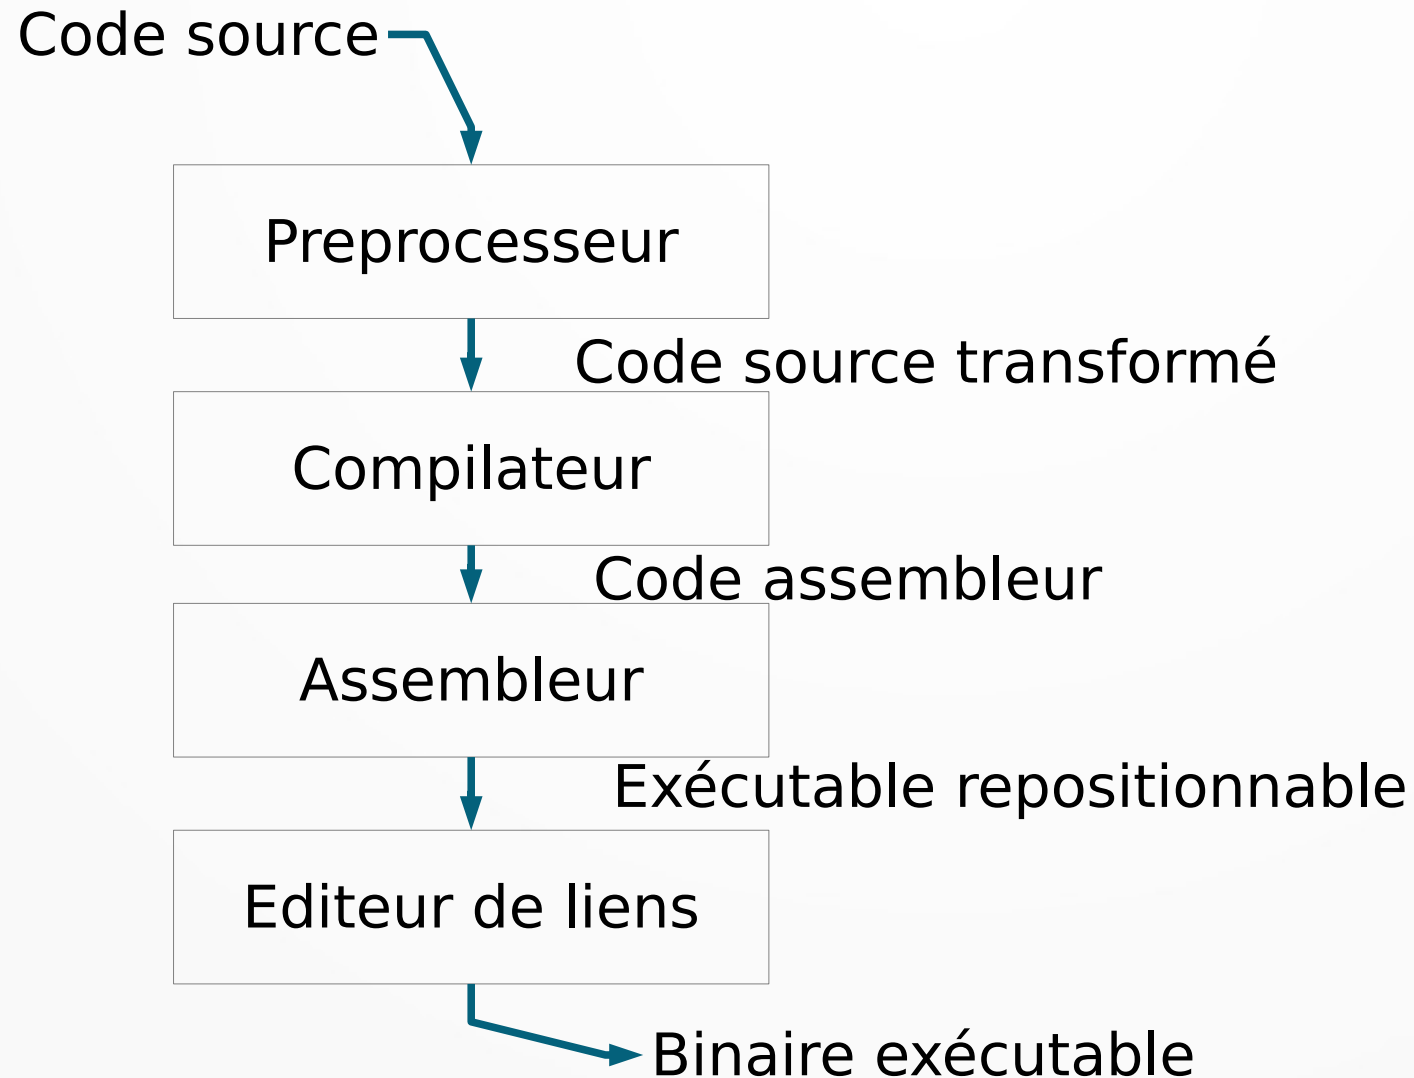 Code source
Preprocesseur
Code source transformé
Compilateur
Code assembleur
Assembleur
Exécutable repositionnable
Editeur de liens
Binaire exécutable